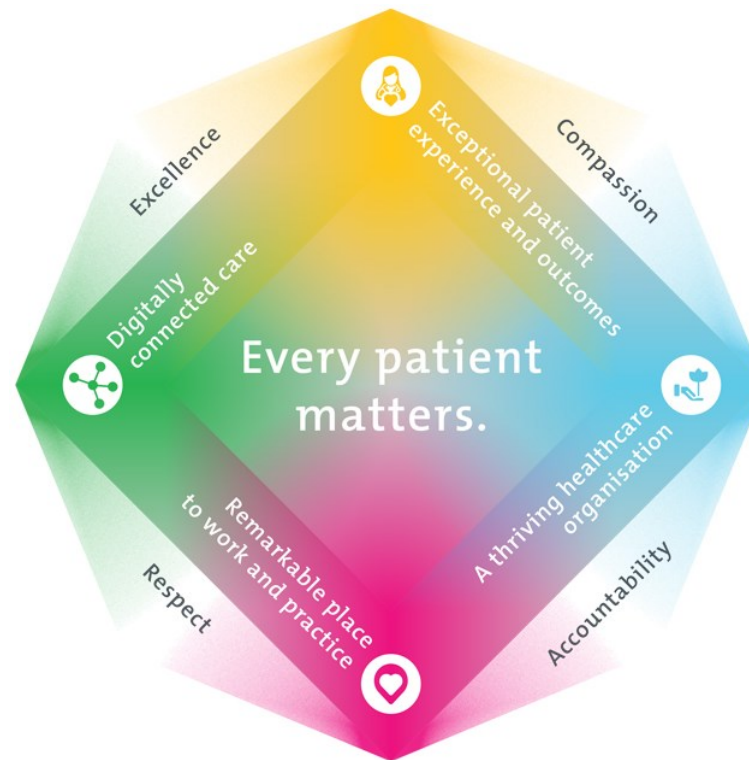 Excellence
Compassion
Exceptional patient
experience and outcomes
Digitally
connected care
Every patient
matters.
A thriving healthcare
organisation
Remarkable place
to work and practice
Respect
Accountability